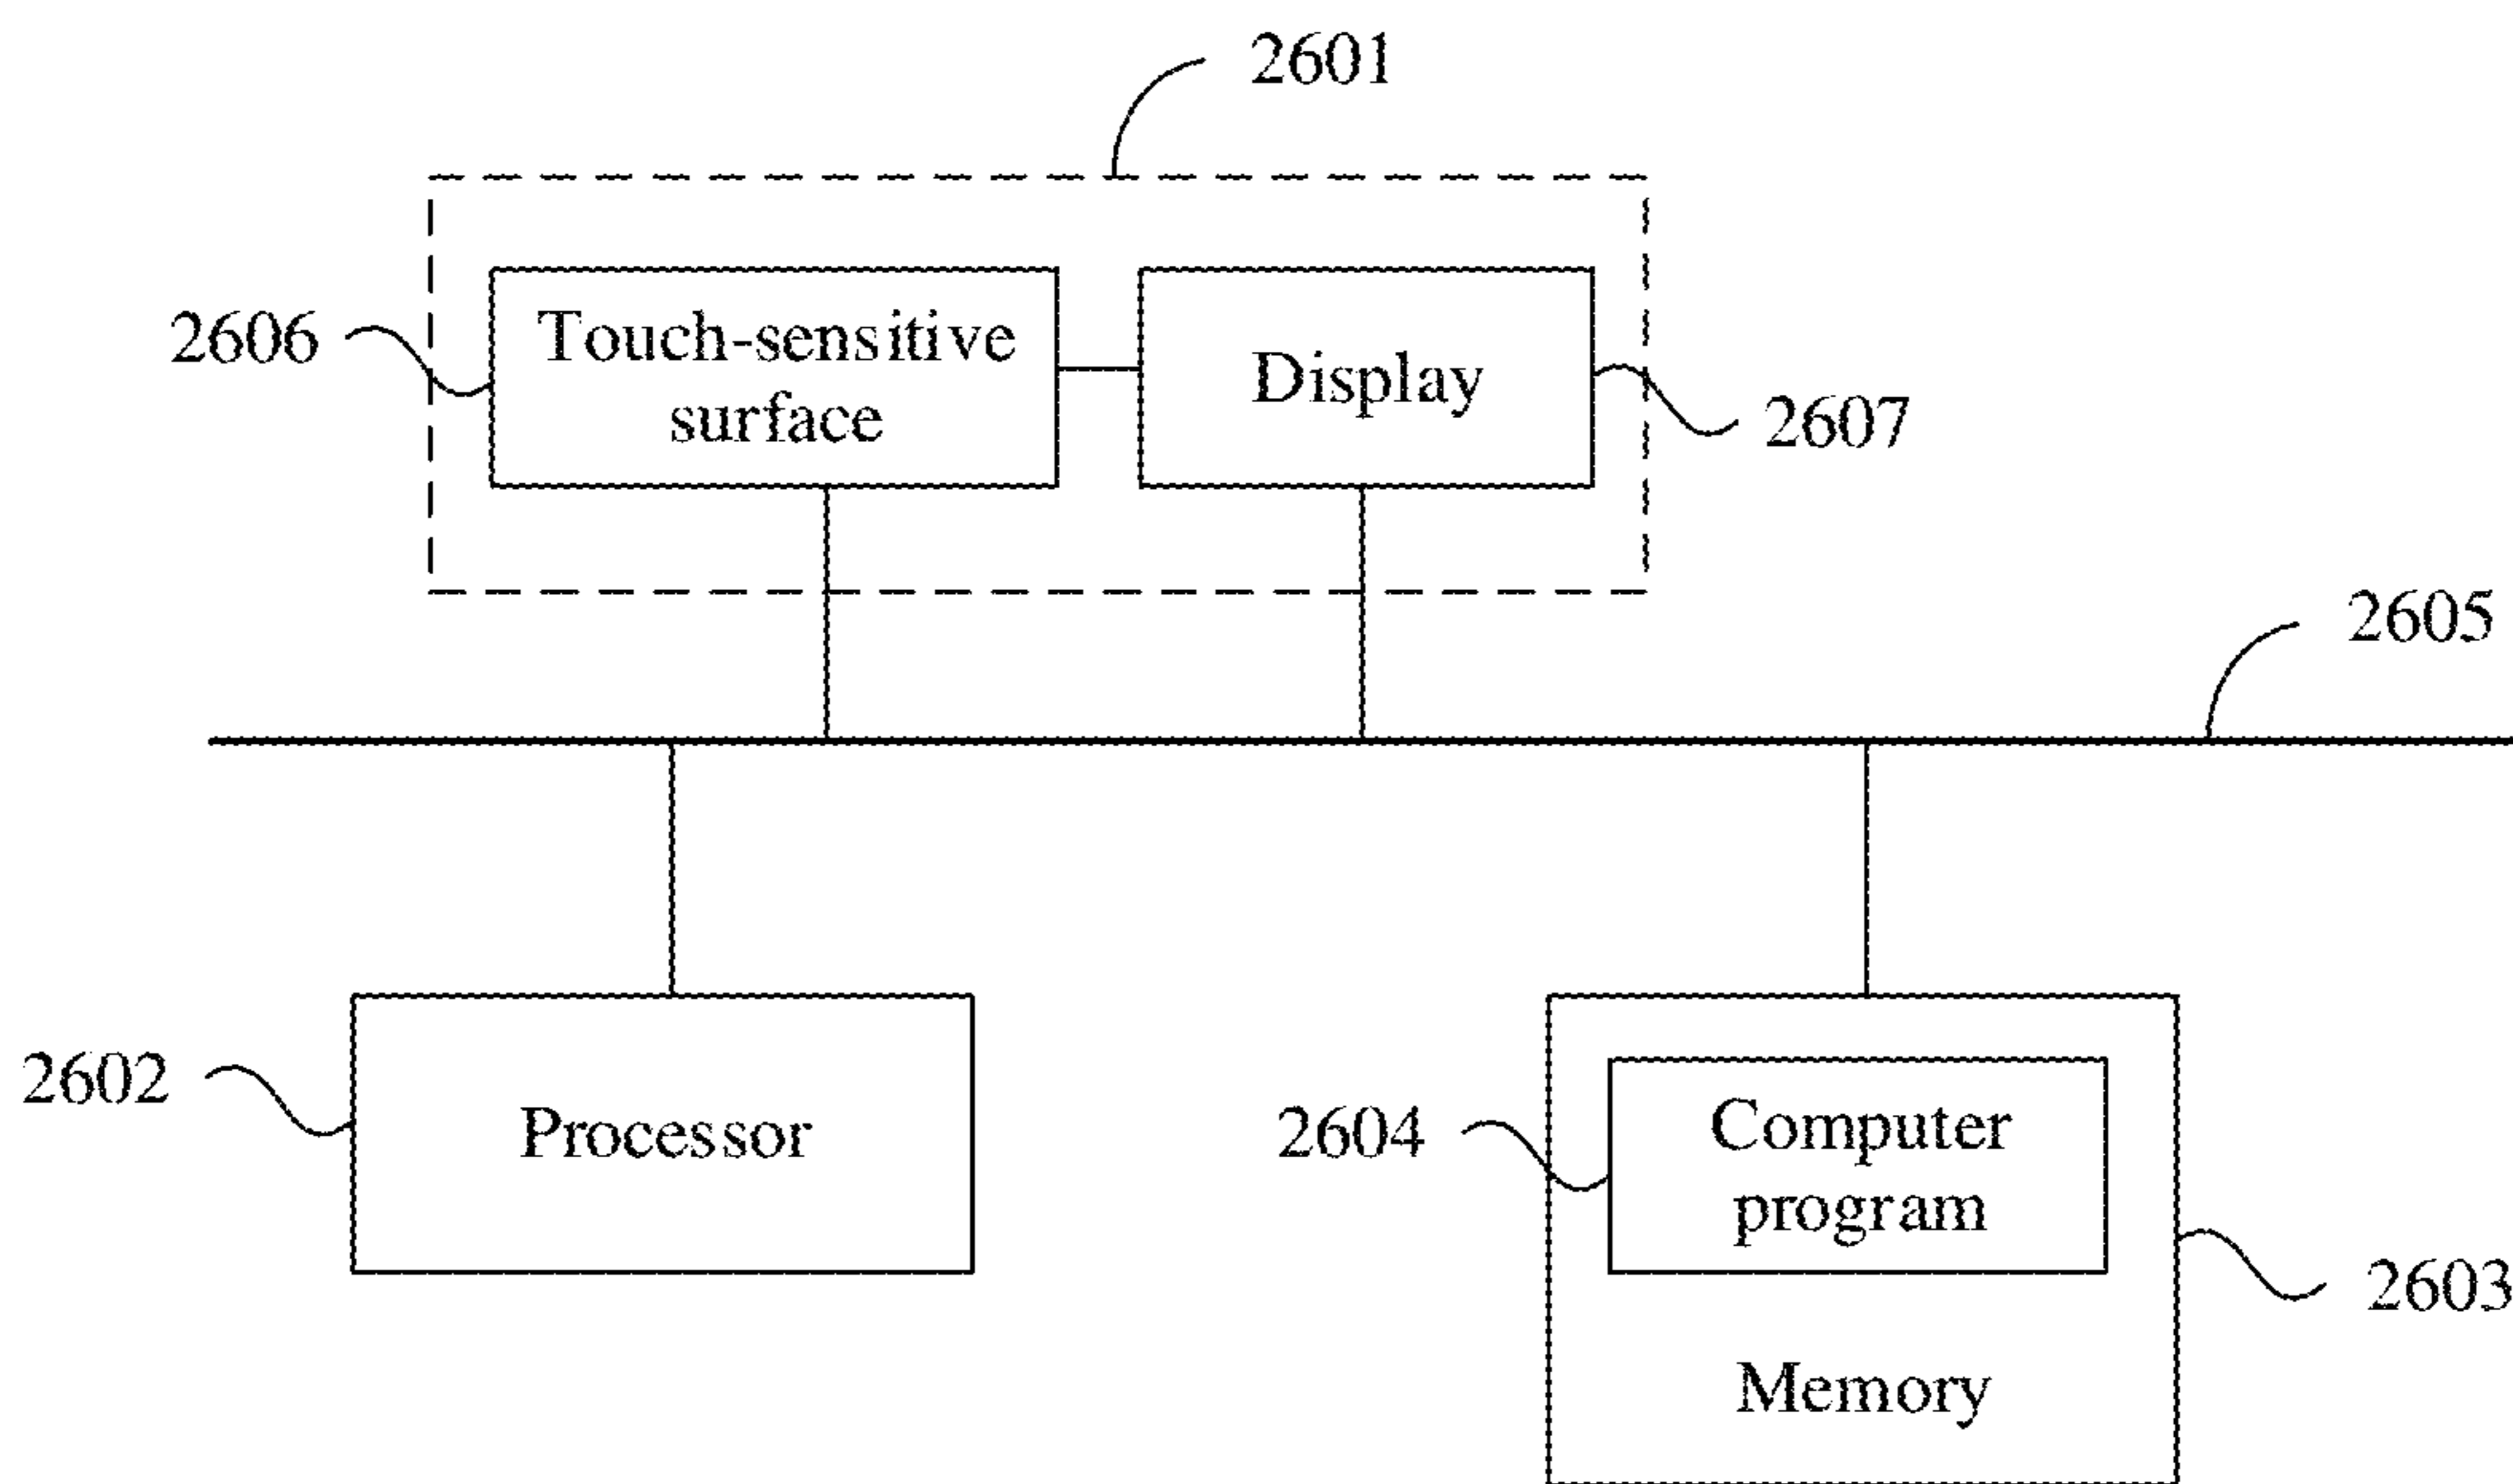 2601
2606
Touch-sensitive
surface
Display
2607
2605
2602
Processor
2604
Computer
program
2603
Memory